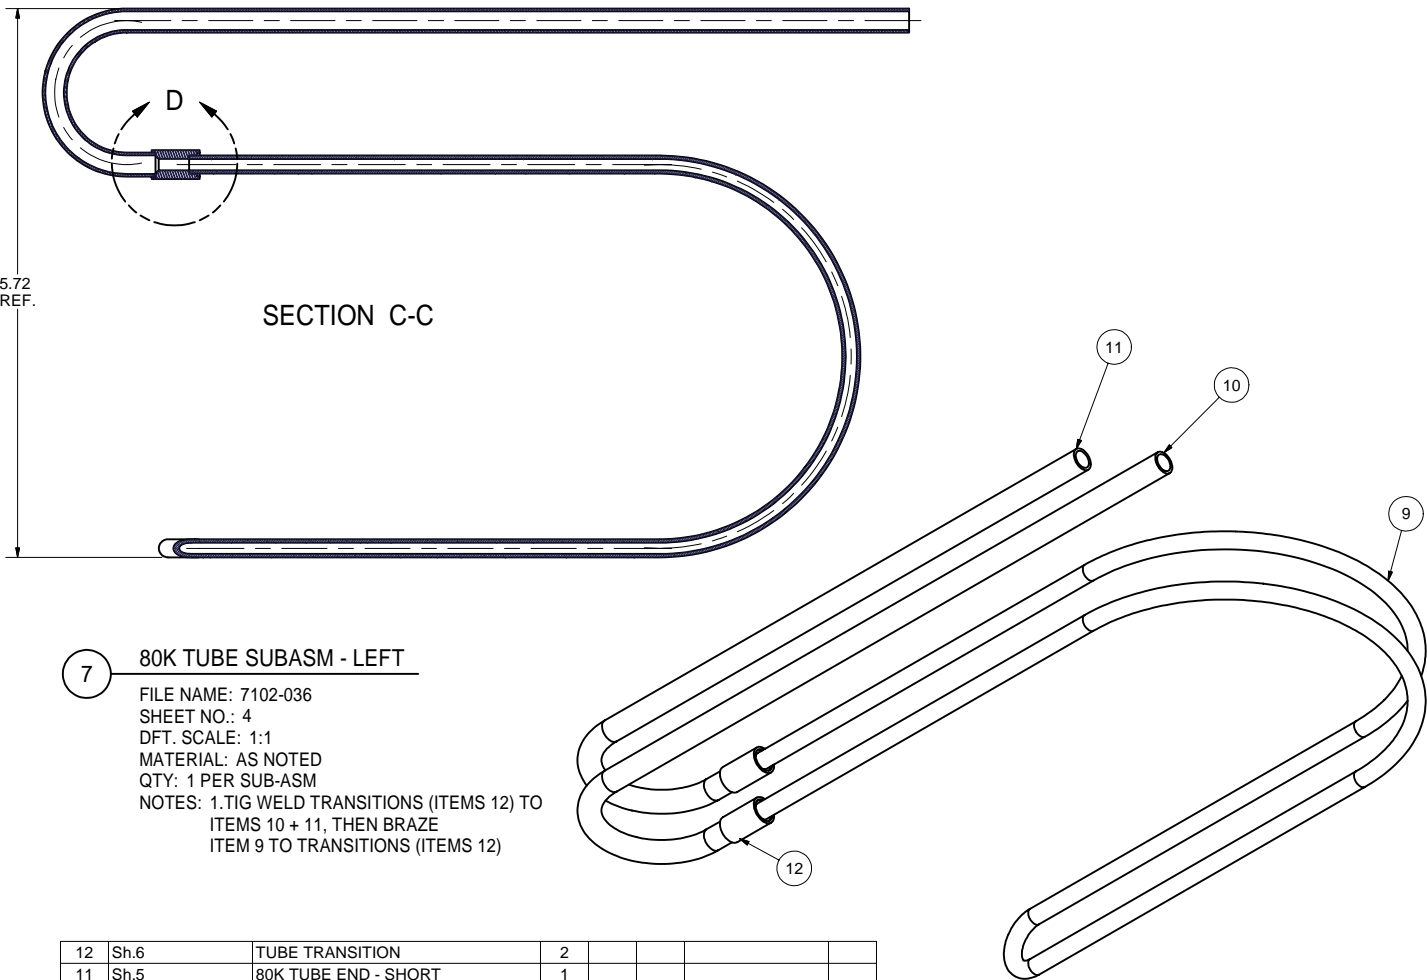 D
5.72
REF.
SECTION C-C
11
10
9
12
7
80K TUBE SUBASM - LEFT
FILE NAME: 7102-036
SHEET NO.: 4
DFT. SCALE: 1:1
MATERIAL: AS NOTED
QTY: 1 PER SUB-ASM
NOTES: 1.TIG WELD TRANSITIONS (ITEMS 12) TO
ITEMS 10 + 11, THEN BRAZE
ITEM 9 TO TRANSITIONS (ITEMS 12)
12 Sh.6 TUBE TRANSITION 2
11 Sh.5 80K TUBE END - SHORT 1